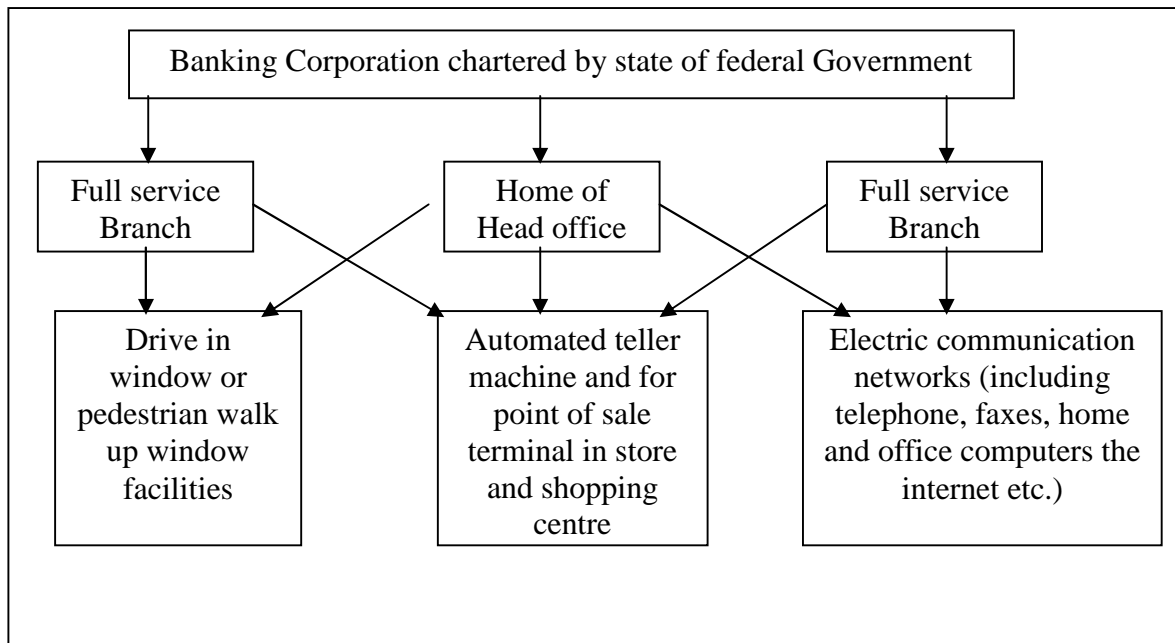 Banking Corporation chartered by state of federal Government
Full service
Branch
Home of
Head office
Full service
Branch
Drive in
window or
pedestrian walk
up window
facilities
Automated teller
machine and for
point of sale
terminal in store
and shopping
centre
Electric communication
networks (including
telephone, faxes, home
and office computers the
internet etc.)